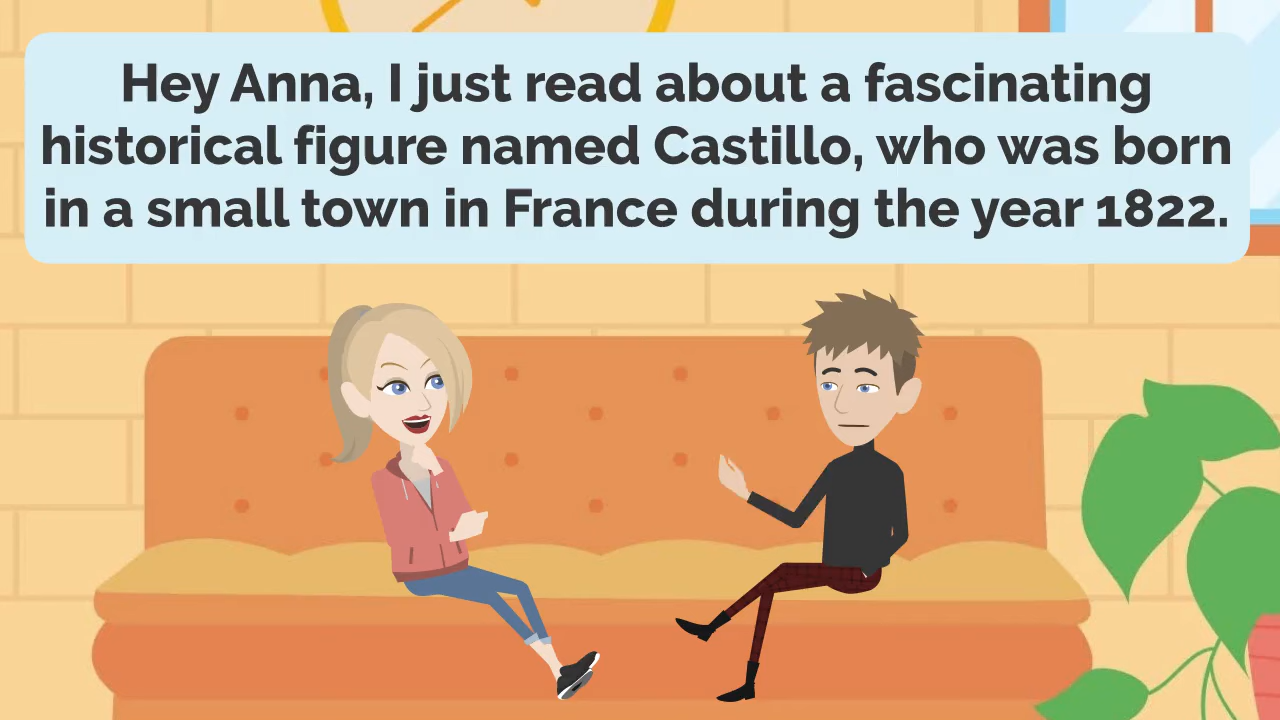 Hey Anna, I just read about a fascinating
historical figure named Castillo, who was born
in a small town in France during the year 1822.